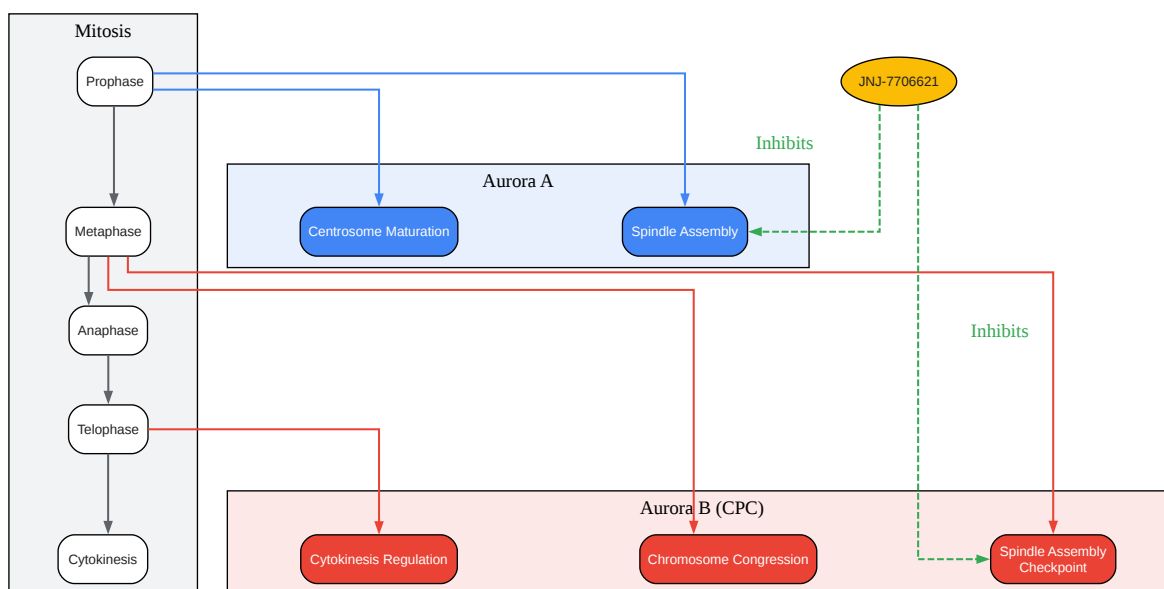 Mitosis
Prophase
JNJ-7706621
Inhibits
Aurora A
Metaphase
Centrosome Maturation
Spindle Assembly
Anaphase
Inhibits
Telophase
Aurora B (CPC)
Cytokinesis
Cytokinesis Regulation
Chromosome Congression
Spindle Assembly
Checkpoint